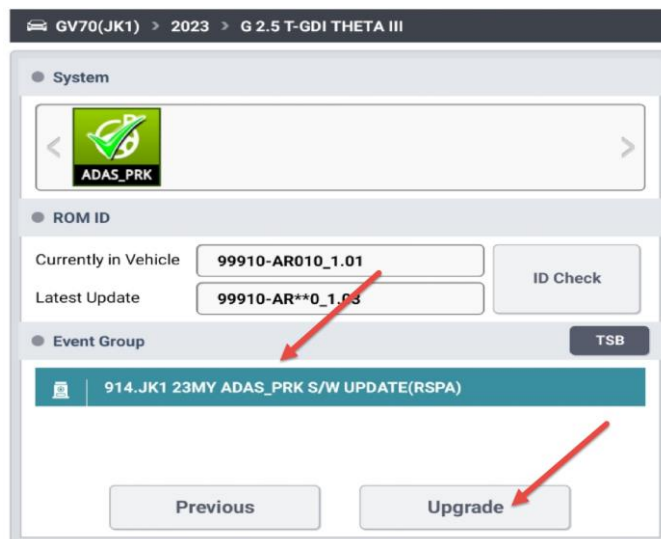 GV70(JK1) > 2023 > G 2.5 T-GDI THETA III
System
< >
ADAS_PRK
ROM ID
Currently in Vehicle 99910-AR010_1.01
ID Check
Latest Update 99910-AR**0_1.03
Event Group TSB
914.JK1 23MY ADAS_PRK S/W UPDATE(RSPA)
Previous Upgrade